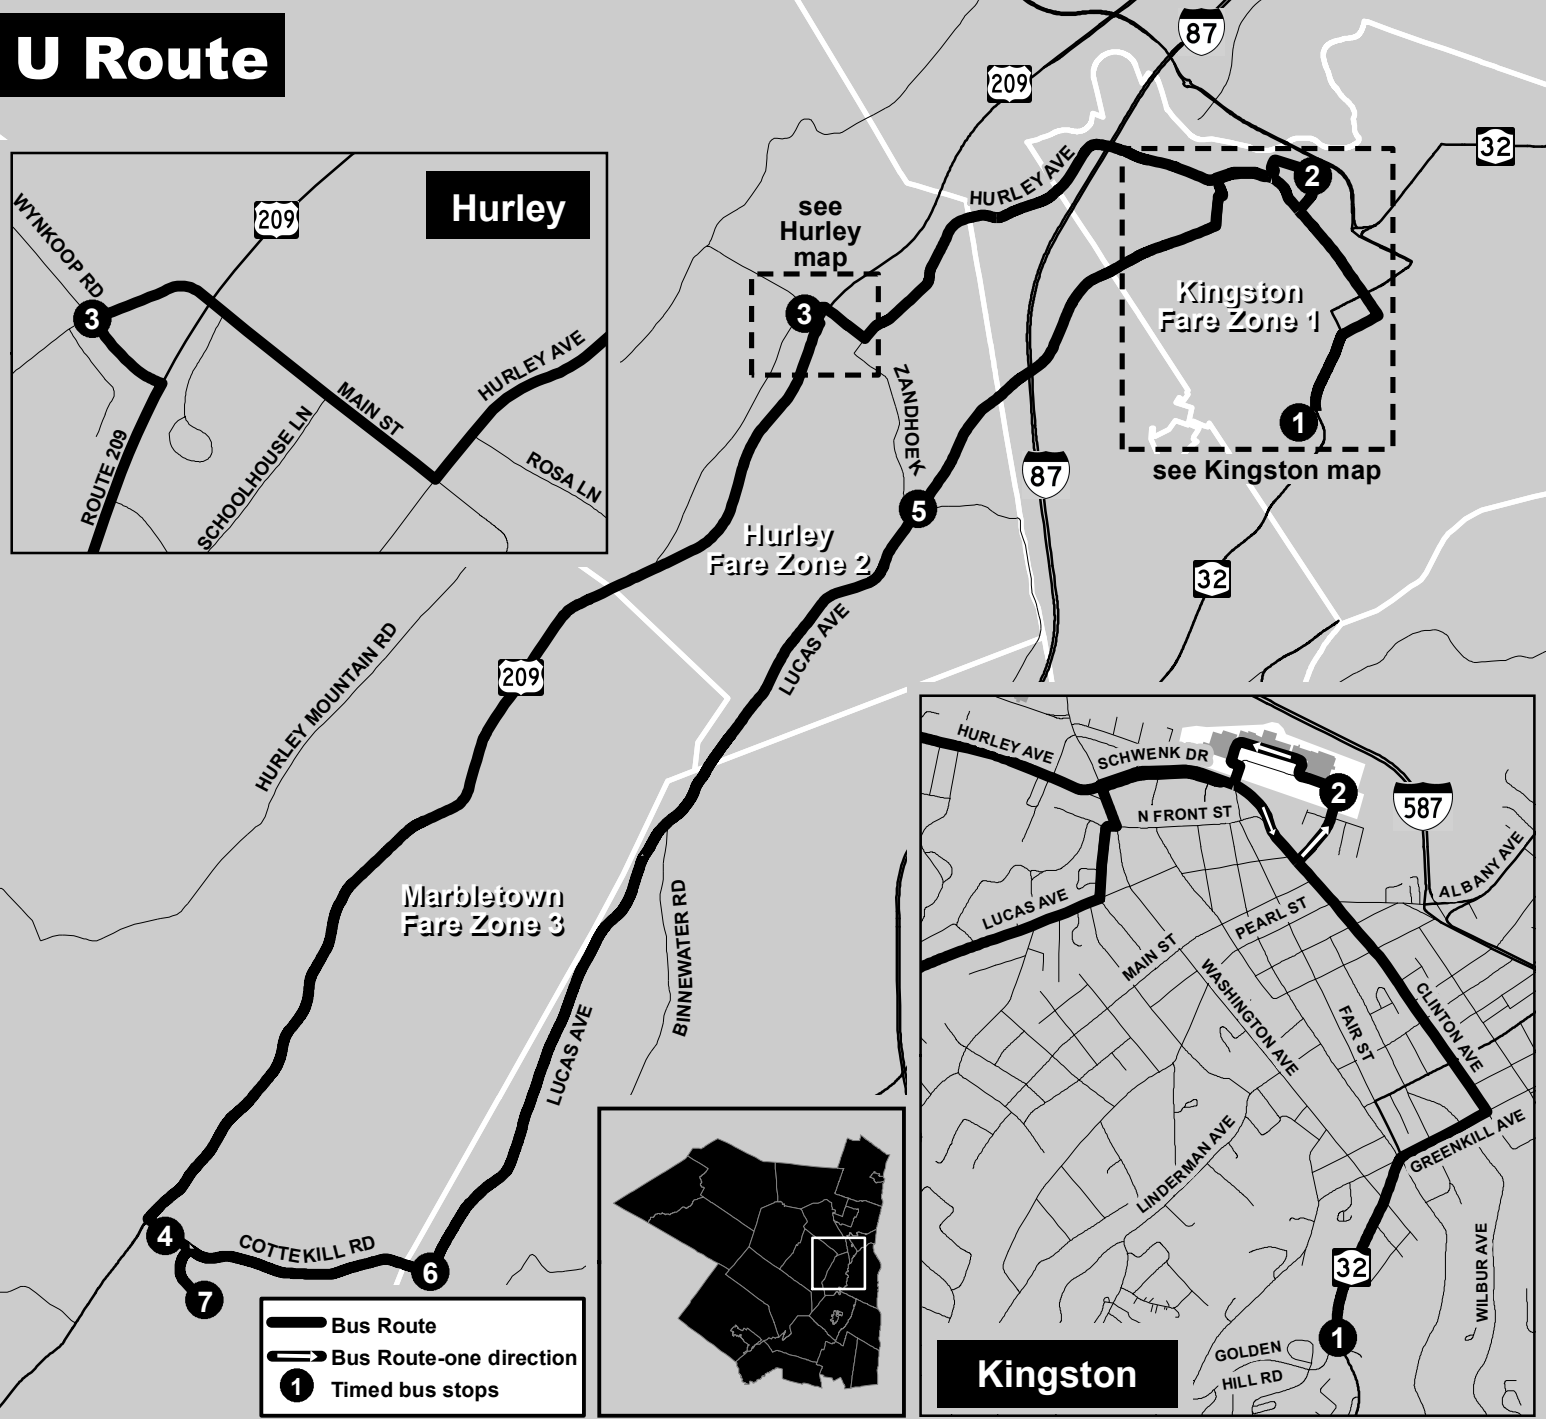 U Route
87
209
32
2
HURLEY AVE
see
Hurley
map
3
Kingston
Fare Zone 1
1
see Kingston map
ZANDHOEK
87
5
Hurley
Fare Zone 2
32
LUCAS AVE
209
HURLEY MOUNTAIN RD
Marbletown
Fare Zone 3
BINNEWATER RD
LUCAS AVE
4
COTTEKILL RD
6
7
Hurley
WYNKOOP RD
209
3
HURLEY AVE
MAIN ST
ROUTE 209
SCHOOLHOUSE LN
ROSA LN
Bus Route
Bus Route-one direction
1
Timed bus stops
HURLEY AVE
SCHWENK DR
2
587
N FRONT ST
ALBANY AVE
LUCAS AVE
PEARL ST
MAIN ST
WASHINGTON AVE
FAIR ST
CLINTON AVE
LINDERMAN AVE
GREENKILL AVE
32
WILBUR AVE
1
GOLDEN
HILL RD
Kingston